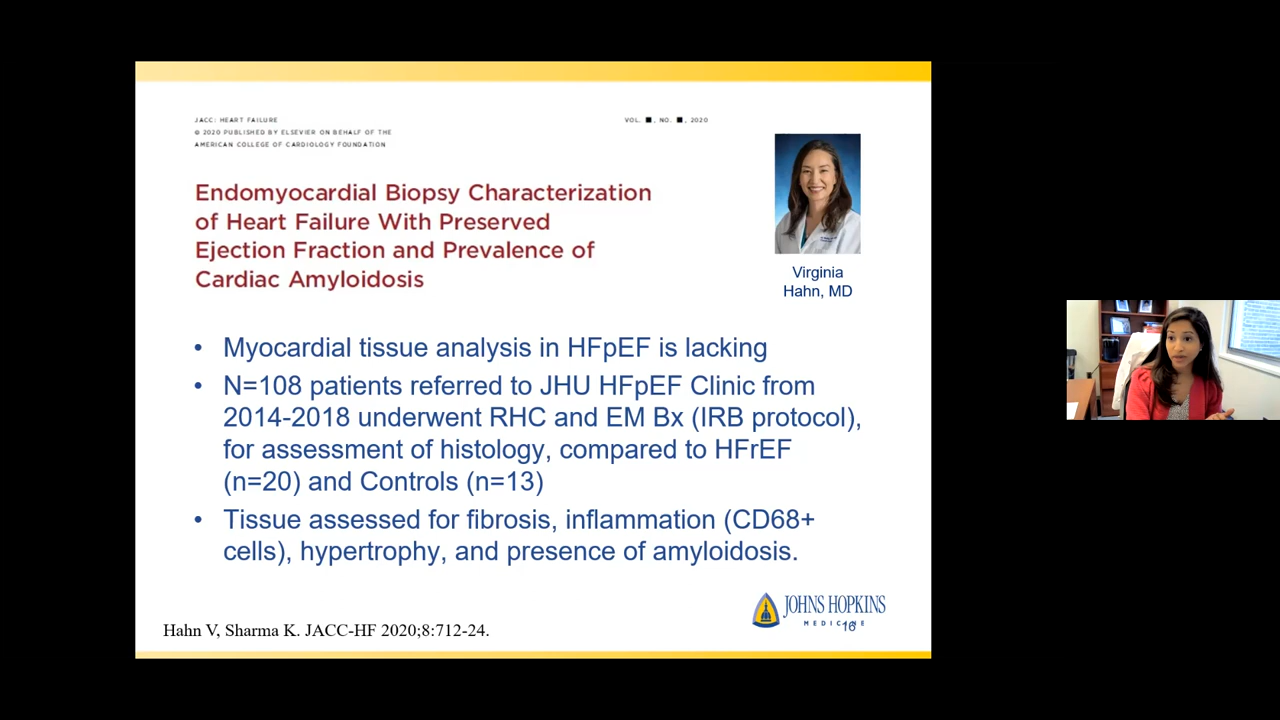 JACC: HEART FAILURE
VOL. ■, NO. ■, 2020
© 2020 PUBLISHED BY ELSEVIER ON BEHALF OF THE
AMERICAN COLLEGE OF CARDIOLOGY FOUNDATION
Endomyocardial Biopsy Characterization
of Heart Failure With Preserved
Ejection Fraction and Prevalence of
Cardiac Amyloidosis
Virginia
Hahn, MD
• Myocardial tissue analysis in HFpEF is lacking
• N=108 patients referred to JHU HFpEF Clinic from
2014-2018 underwent RHC and EM Bx (IRB protocol),
for assessment of histology, compared to HFrEF
(n=20) and Controls (n=13)
• Tissue assessed for fibrosis, inflammation (CD68+
cells), hypertrophy, and presence of amyloidosis.
JOHNS HOPKINS
MEDICINE
16
Hahn V, Sharma K. JACC-HF 2020;8:712-24.